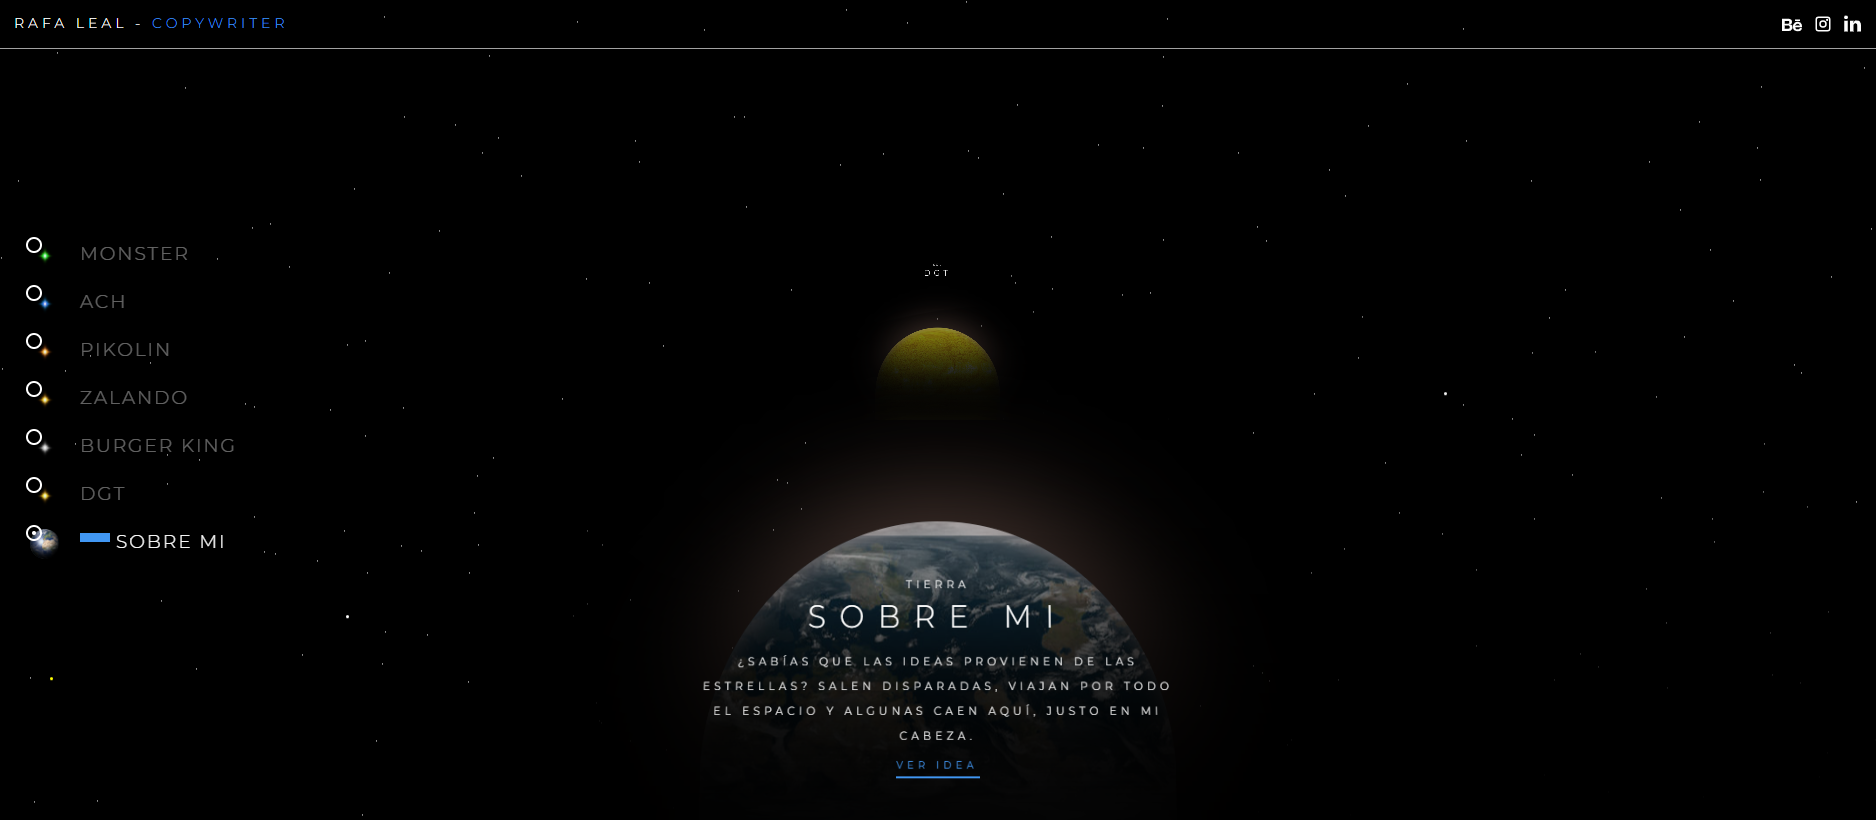 RAFA LEAL - COPYWRITER
Bē
in
MONSTER
ACH
PIKOLIN
ZALANDO
BURGER KING
DGT
SOBRE MI
DGT
TIERRA
SOBRE MI
¿SABÍAS QUE LAS IDEAS PROVIENEN DE LAS
ESTRELLAS? SALEN DISPARADAS, VIAJAN POR TODO
EL ESPACIO Y ALGUNAS CAEN AQUÍ, JUSTO EN MI
CABEZA.
VER IDEA